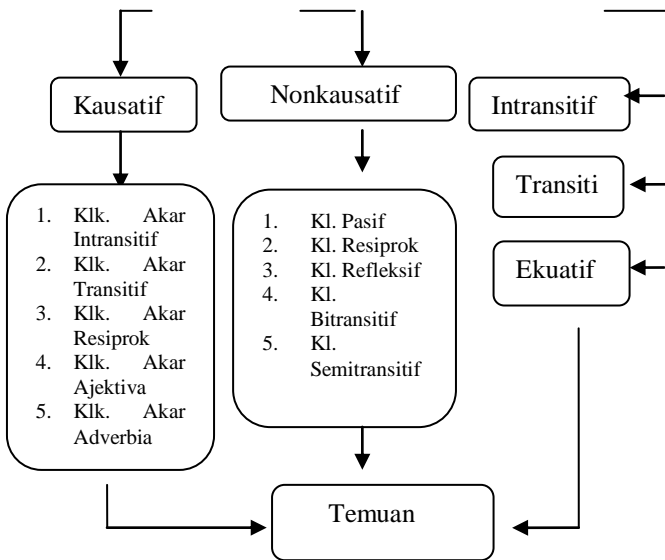 Kausatif
Nonkausatif
Intransitif
Transiti
Ekuatif
1. Klk. Akar
Intransitif
2. Klk. Akar
Transitif
3. Klk. Akar
Resiprok
4. Klk. Akar
Ajektiva
5. Klk. Akar
Adverbia
1. Kl. Pasif
2. Kl. Resiprok
3. Kl. Refleksif
4. Kl.
Bitransitif
5. Kl.
Semitransitif
Temuan